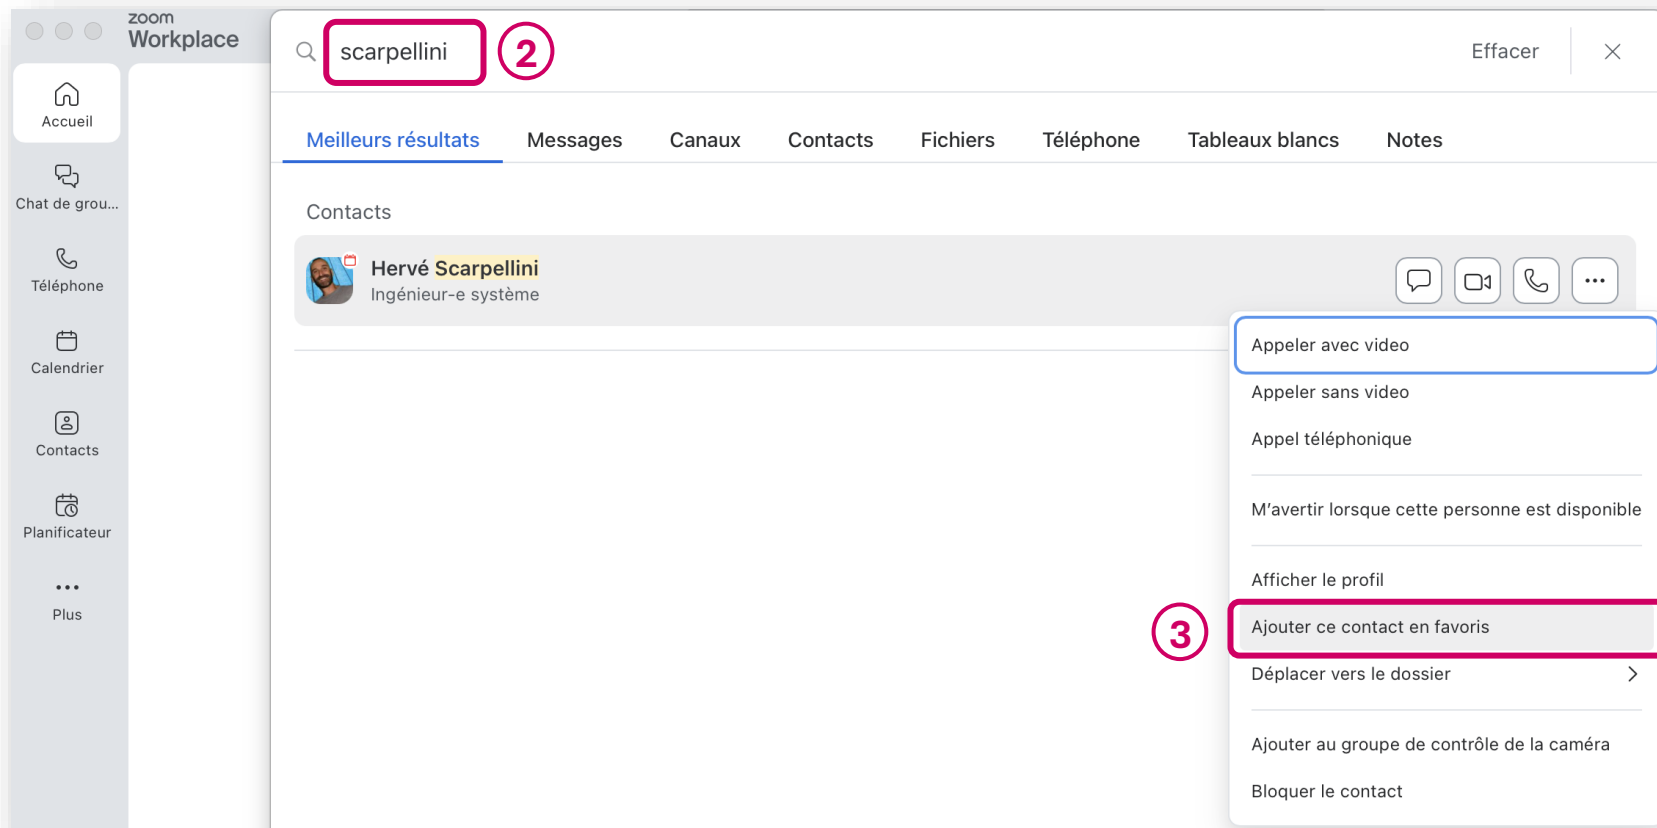 zoom
Workplace
scarpellini
2
Effacer
Accueil
Chat de grou...
Téléphone
Calendrier
Contacts
Planificateur
Plus
Meilleurs résultats
Messages
Canaux
Contacts
Fichiers
Téléphone
Tableaux blancs
Notes
Contacts
Hervé Scarpellini
Ingénieur-e système
Appeler avec video
Appeler sans video
Appel téléphonique
M’avertir lorsque cette personne est disponible
Afficher le profil
3
Ajouter ce contact en favoris
Déplacer vers le dossier
Ajouter au groupe de contrôle de la caméra
Bloquer le contact